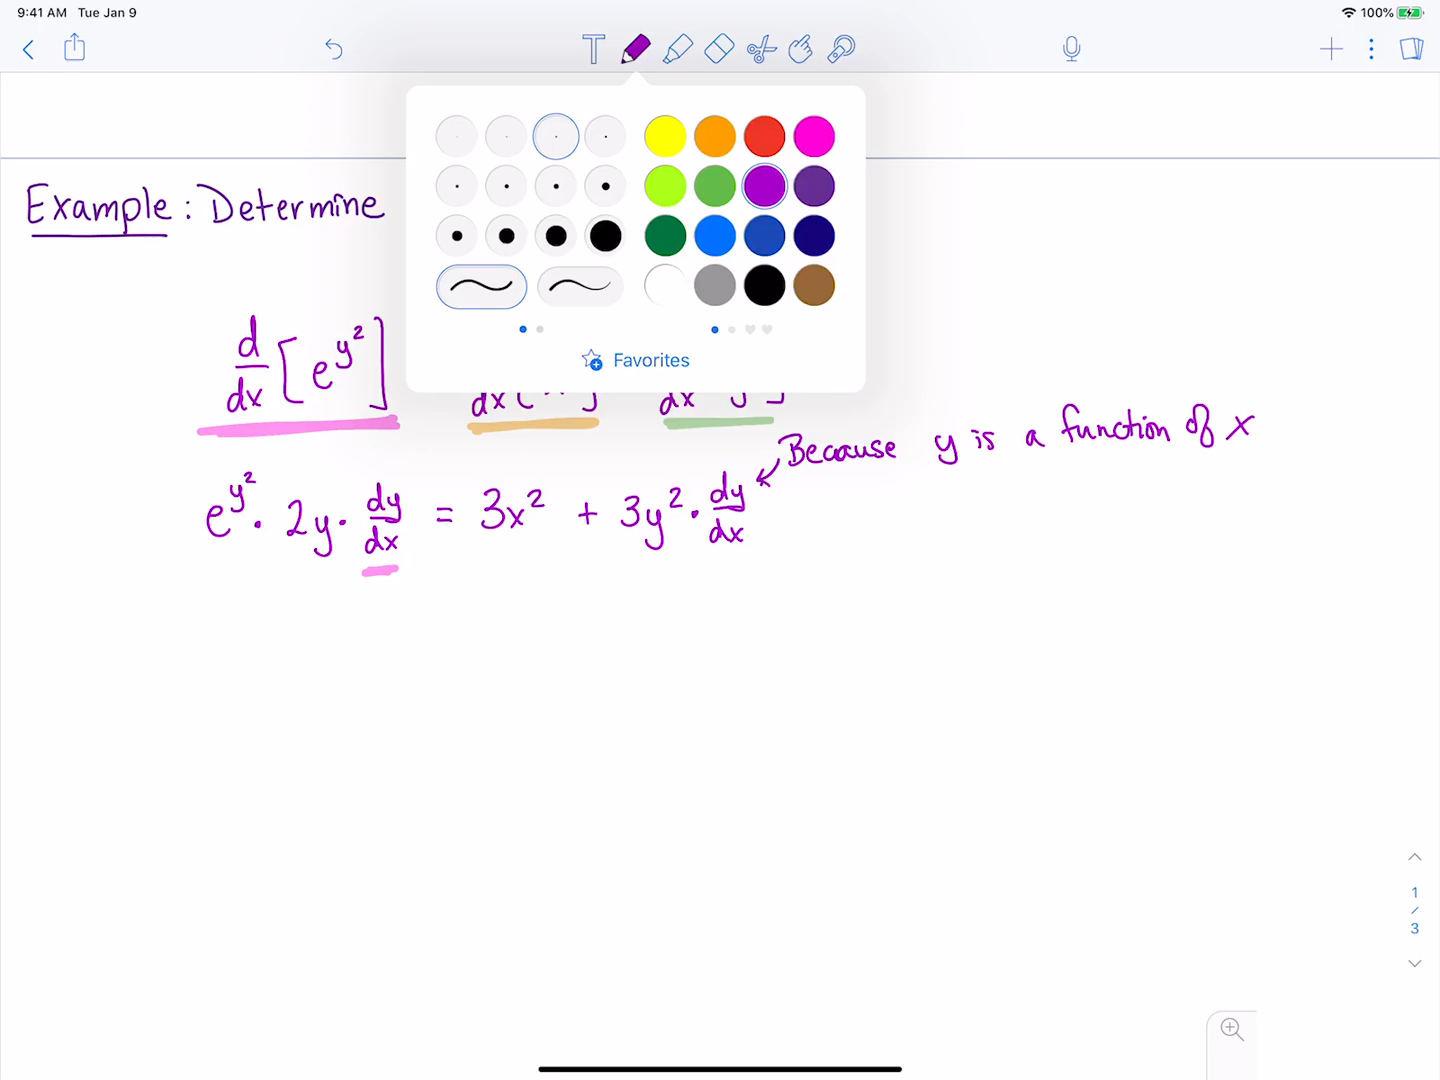 9:41 AM Tue Jan 9
100%
T
Example: Determine
Favorites
d/dx [e^{y^2}]
dx dx
Because y is a function of x
e^{y^2} · 2y · dy/dx = 3x^2 + 3y^2 · dy/dx
1
/
3